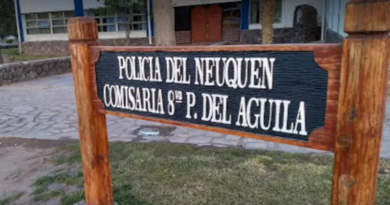 POLICIA DEL NEUQUEN
COMISARIA 8ᵛᴬ P. DEL AGUILA